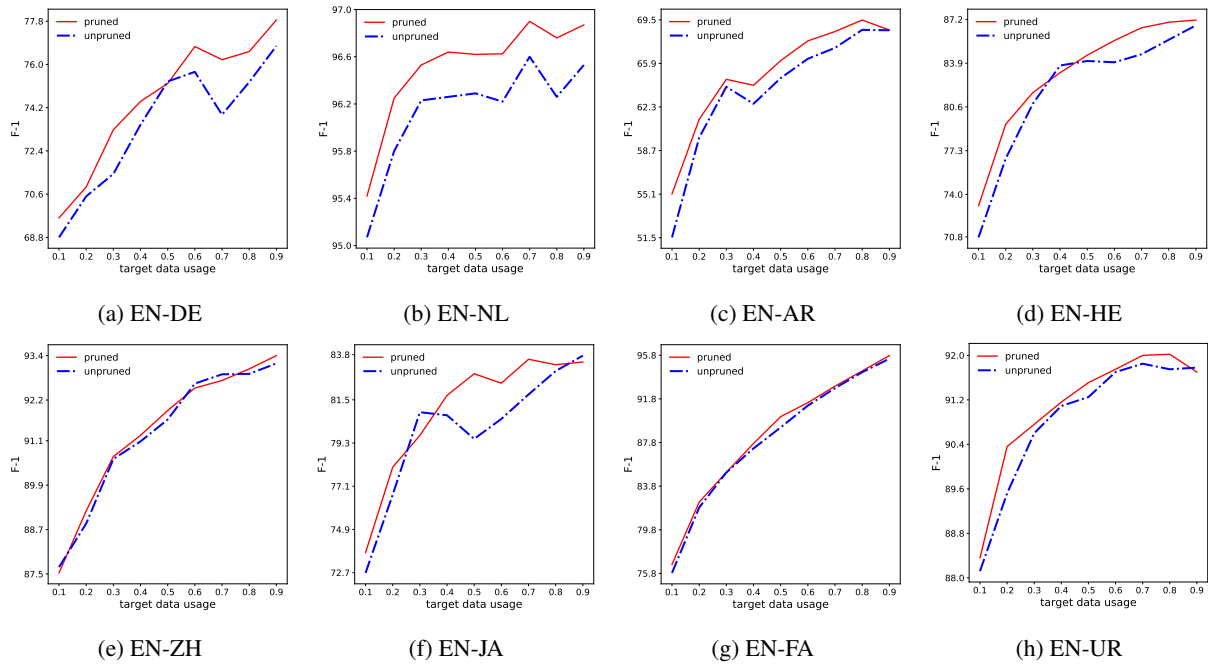 77.8
76.0
74.2
72.4
70.6
68.8
F-1
pruned
unpruned
0.1 0.2 0.3 0.4 0.5 0.6 0.7 0.8 0.9
target data usage
(a) EN-DE
97.0
96.6
96.2
95.8
95.4
95.0
F-1
pruned
unpruned
0.1 0.2 0.3 0.4 0.5 0.6 0.7 0.8 0.9
target data usage
(b) EN-NL
69.5
65.9
62.3
58.7
55.1
51.5
F-1
pruned
unpruned
0.1 0.2 0.3 0.4 0.5 0.6 0.7 0.8 0.9
target data usage
(c) EN-AR
87.2
83.9
80.6
77.3
74.0
70.8
F-1
pruned
unpruned
0.1 0.2 0.3 0.4 0.5 0.6 0.7 0.8 0.9
target data usage
(d) EN-HE
93.4
92.2
91.1
89.9
88.7
87.5
F-1
pruned
unpruned
0.1 0.2 0.3 0.4 0.5 0.6 0.7 0.8 0.9
target data usage
(e) EN-ZH
83.8
81.5
79.3
77.1
74.9
72.7
F-1
pruned
unpruned
0.1 0.2 0.3 0.4 0.5 0.6 0.7 0.8 0.9
target data usage
(f) EN-JA
95.8
91.8
87.8
83.8
79.8
75.8
F-1
pruned
unpruned
0.1 0.2 0.3 0.4 0.5 0.6 0.7 0.8 0.9
target data usage
(g) EN-FA
92.0
91.2
90.4
89.6
88.8
88.0
F-1
pruned
unpruned
0.1 0.2 0.3 0.4 0.5 0.6 0.7 0.8 0.9
target data usage
(h) EN-UR